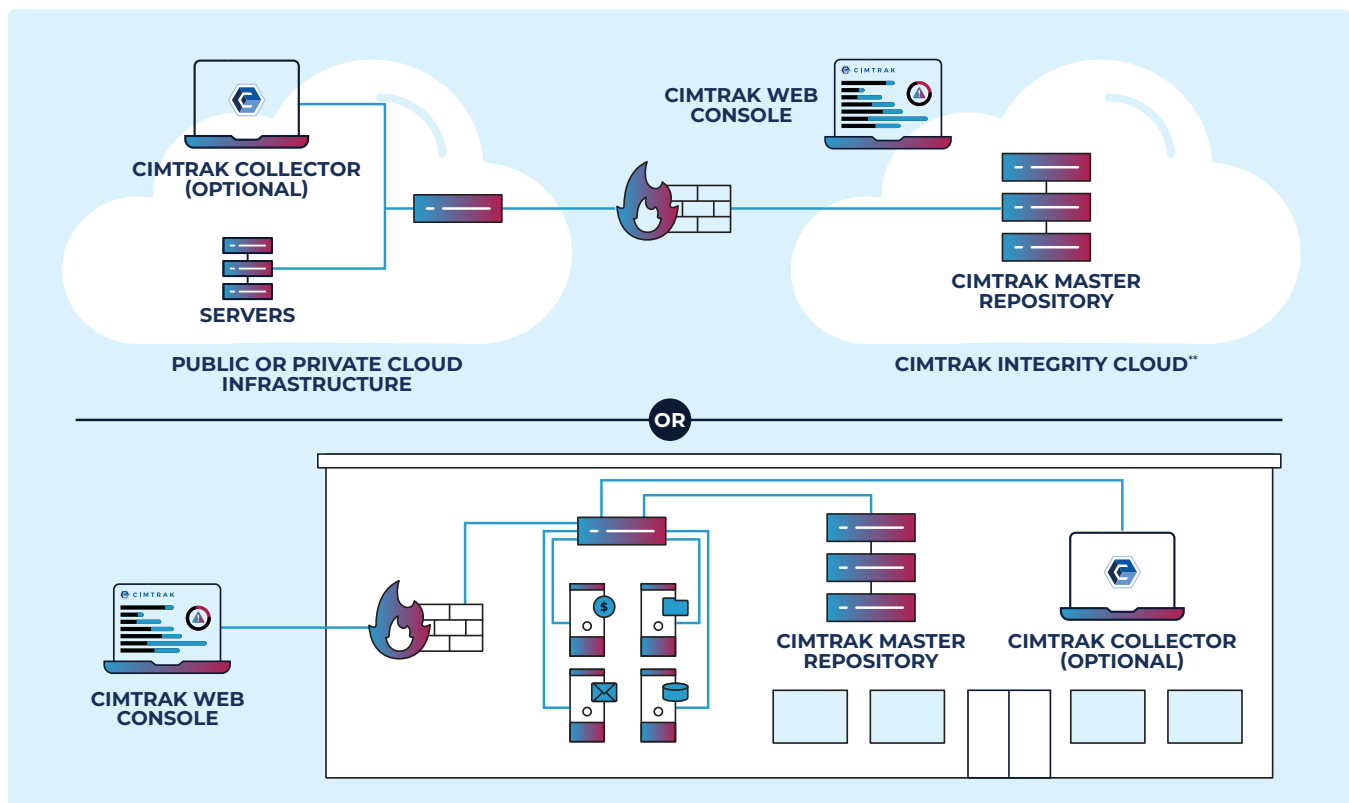 CIMTRAK COLLECTOR
(OPTIONAL)
SERVERS
PUBLIC OR PRIVATE CLOUD
INFRASTRUCTURE
CIMTRAK WEB
CONSOLE
CIMTRAK
CIMTRAK MASTER
REPOSITORY
CIMTRAK INTEGRITY CLOUD**
OR
CIMTRAK
CIMTRAK WEB
CONSOLE
$
CIMTRAK MASTER
REPOSITORY
CIMTRAK COLLECTOR
(OPTIONAL)